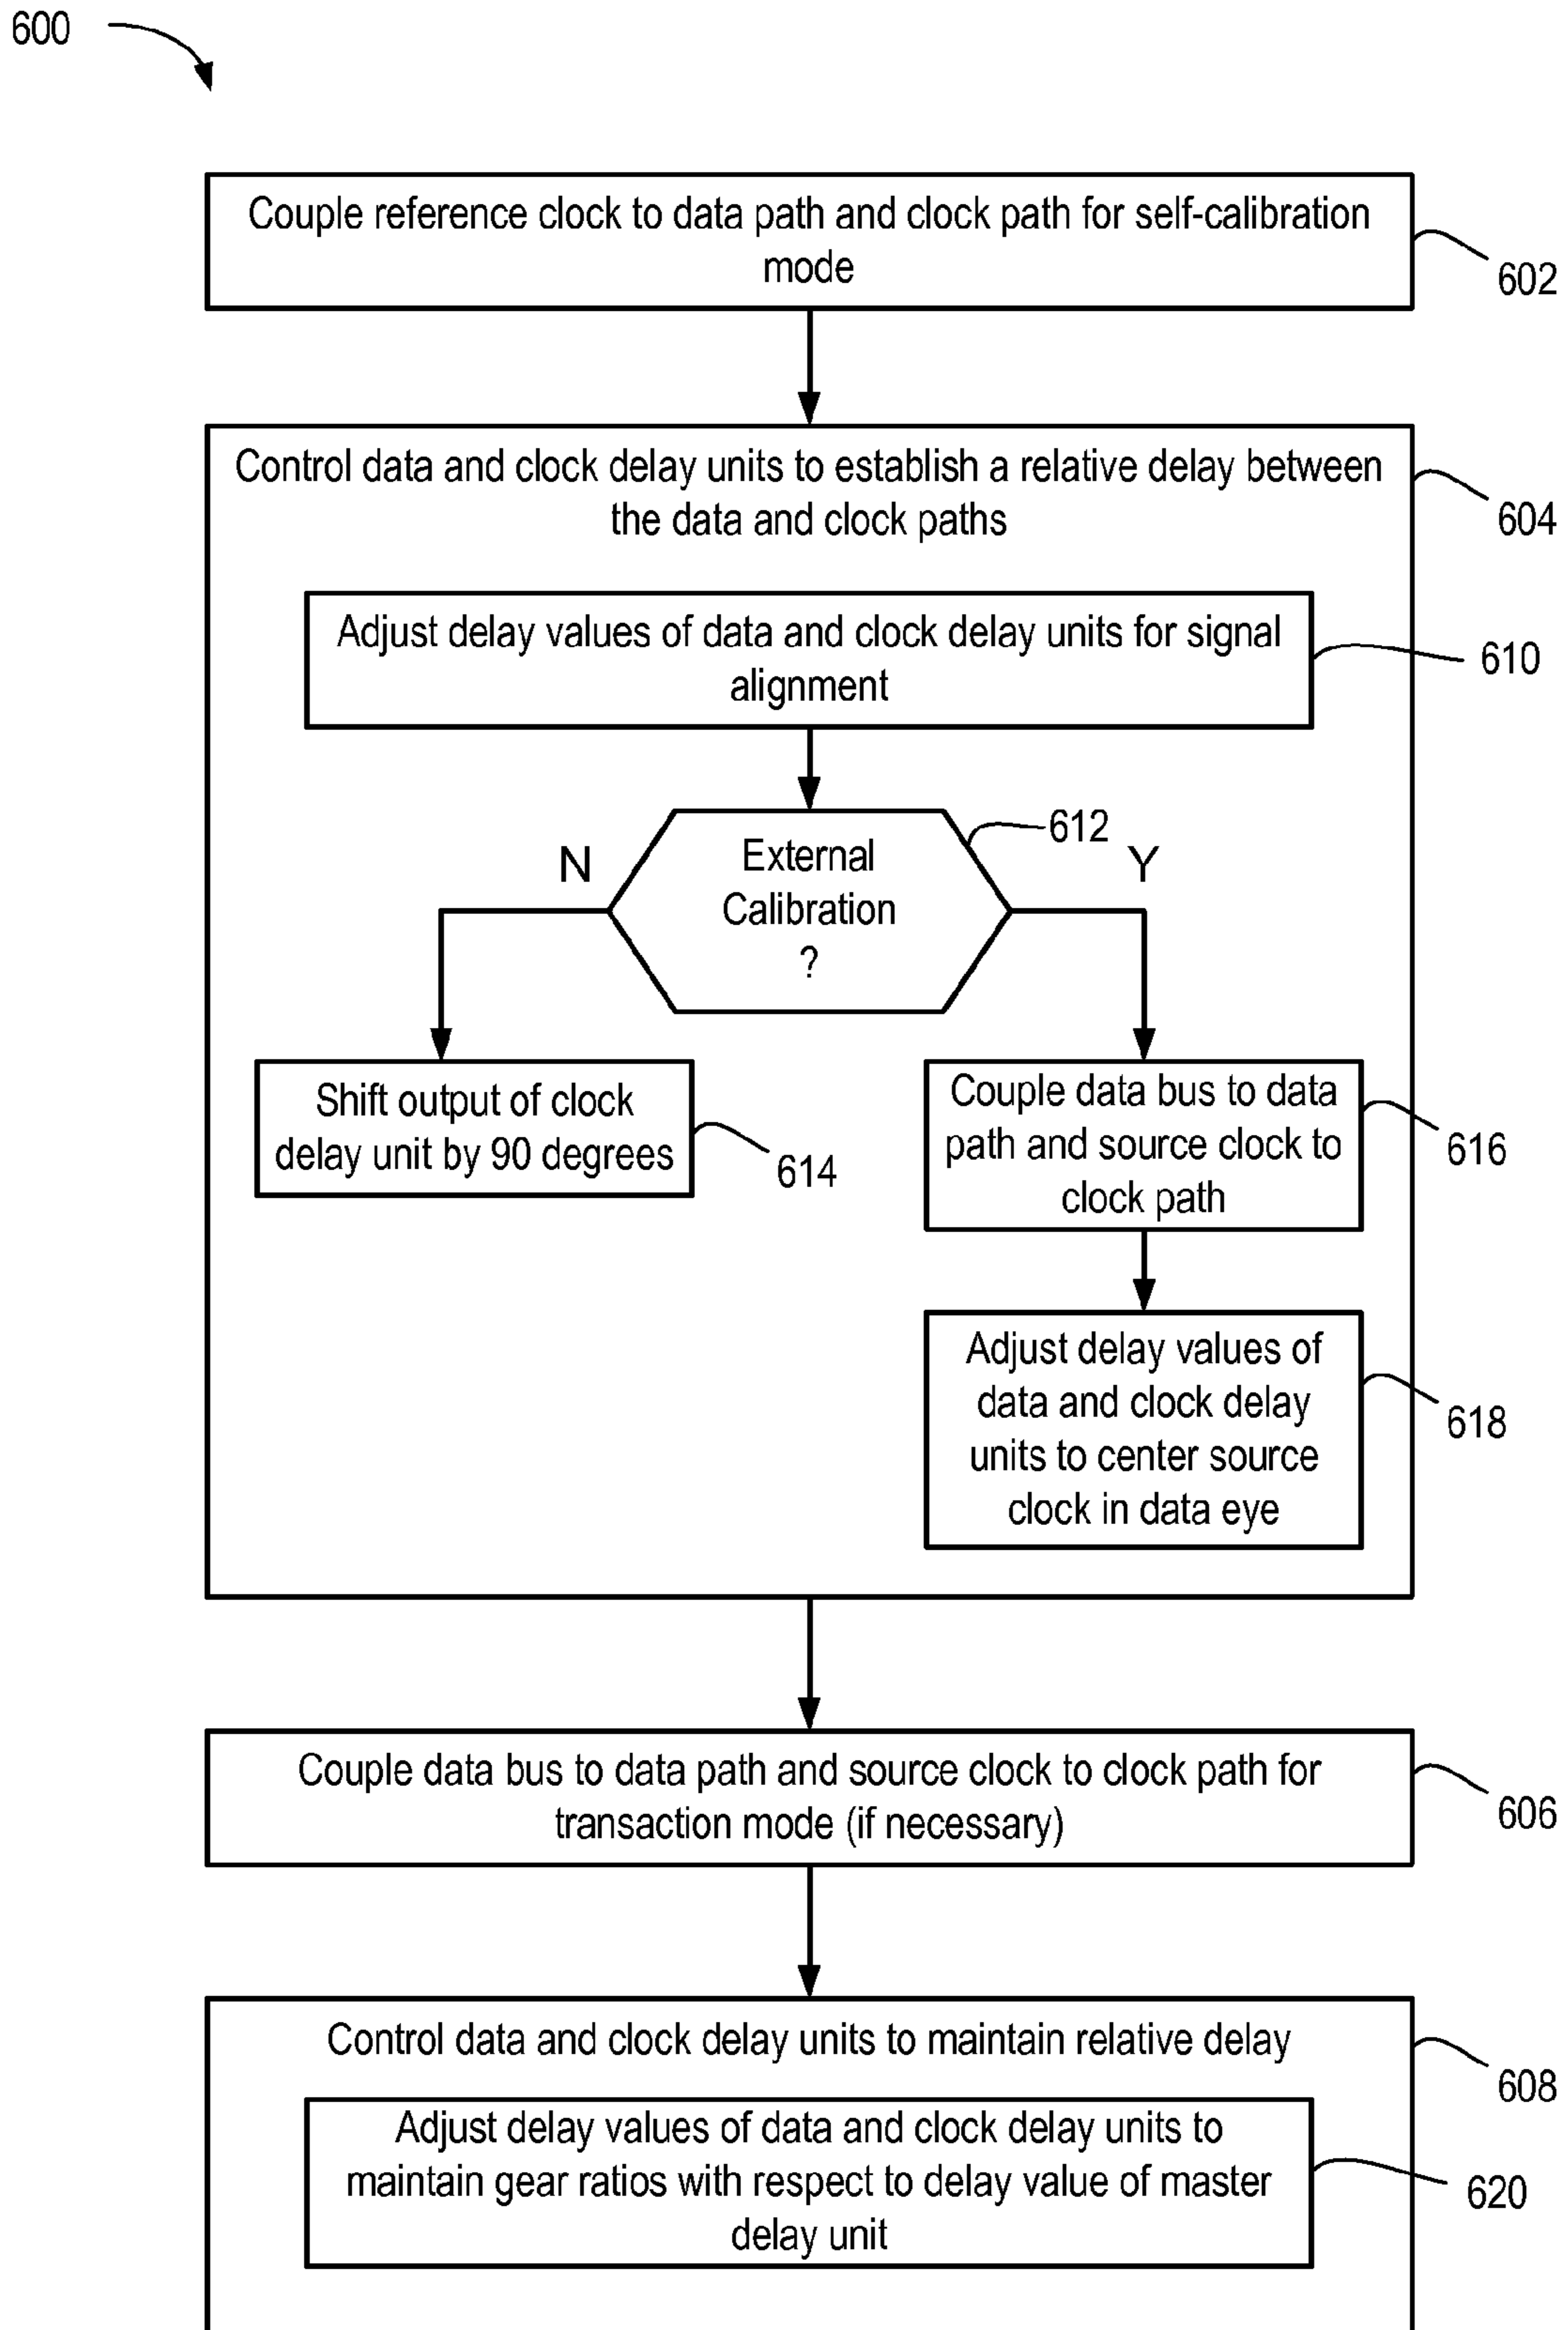 600
Couple reference clock to data path and clock path for self-calibration
mode
602
Control data and clock delay units to establish a relative delay between
the data and clock paths
604
Adjust delay values of data and clock delay units for signal
alignment
610
External
Calibration
?
612
N
Y
Shift output of clock
delay unit by 90 degrees
614
Couple data bus to data
path and source clock to
clock path
616
Adjust delay values of
data and clock delay
units to center source
clock in data eye
618
Couple data bus to data path and source clock to clock path for
transaction mode (if necessary)
606
Control data and clock delay units to maintain relative delay
608
Adjust delay values of data and clock delay units to
maintain gear ratios with respect to delay value of master
delay unit
620